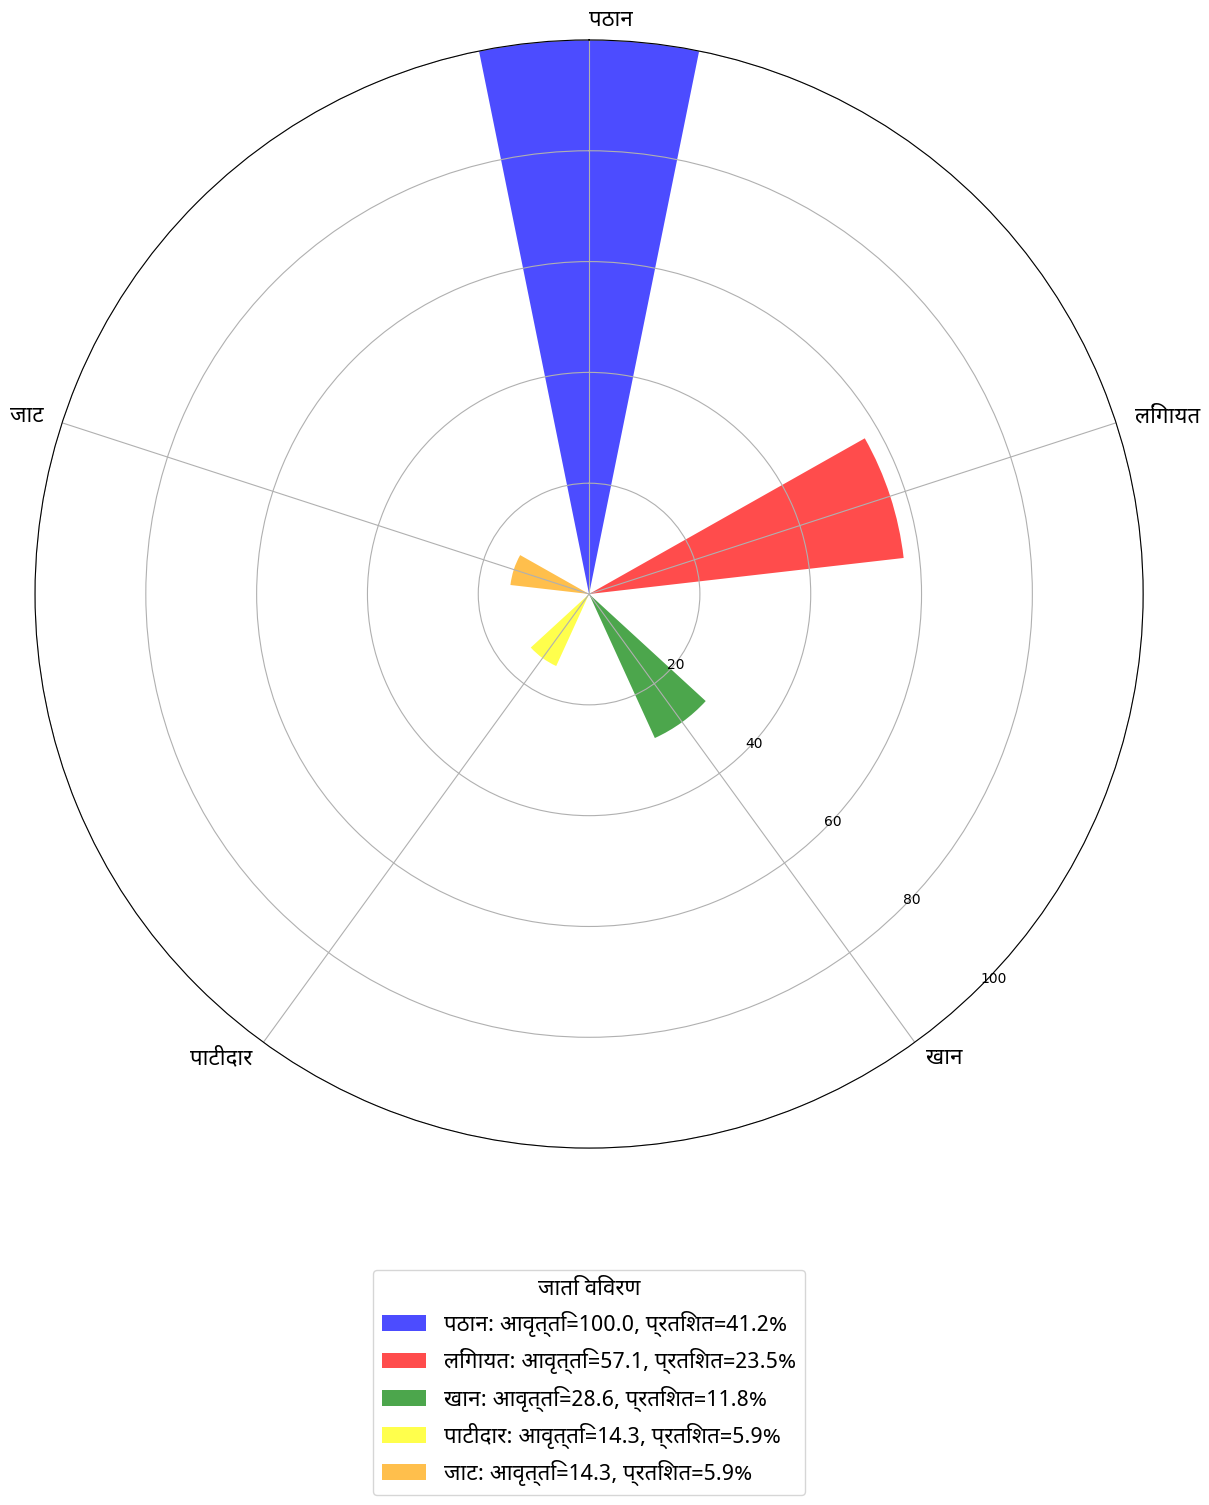 पठान
जाट
लिंगायत
20
40
60
80
100
पाटीदार
खान
जाति विवरण
पठान: आवृत्ति=100.0, प्रतिशत=41.2%
लिंगायत: आवृत्ति=57.1, प्रतिशत=23.5%
खान: आवृत्ति=28.6, प्रतिशत=11.8%
पाटीदार: आवृत्ति=14.3, प्रतिशत=5.9%
जाट: आवृत्ति=14.3, प्रतिशत=5.9%